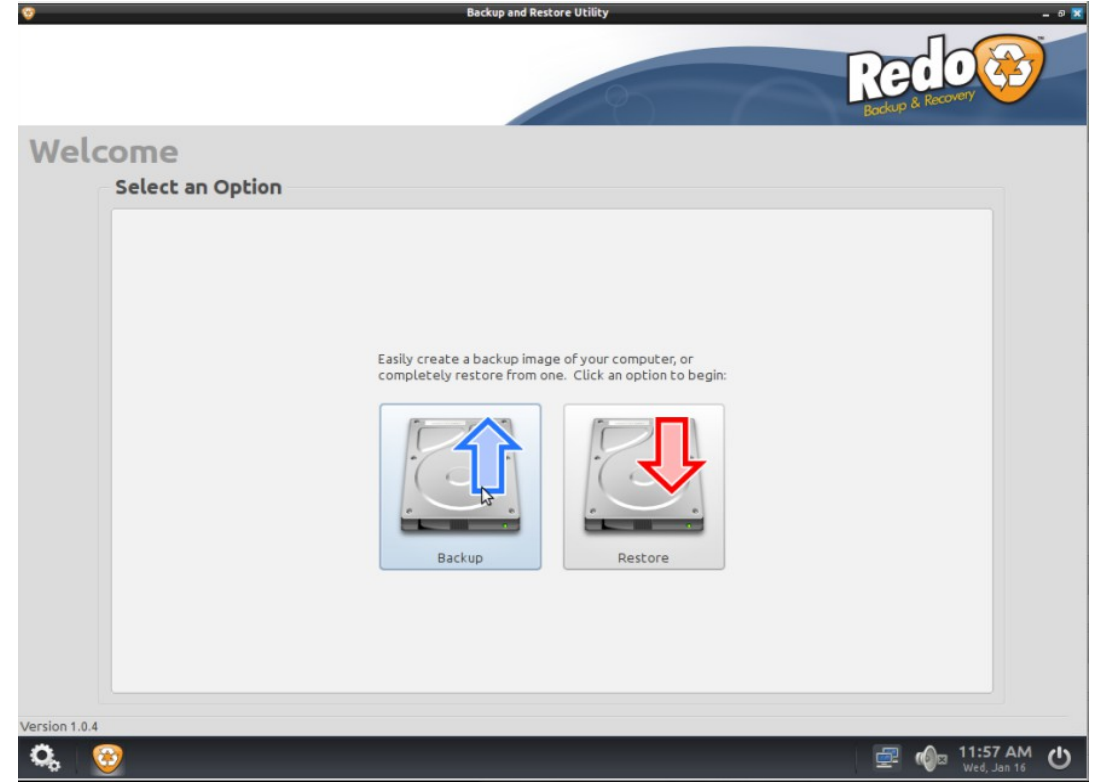 Backup and Restore Utility
Redo
™
Backup & Recovery
Welcome
Select an Option
Easily create a backup image of your computer, or
completely restore from one. Click an option to begin:
Backup
Restore
Version 1.0.4
11:57 AM
Wed, Jan 16